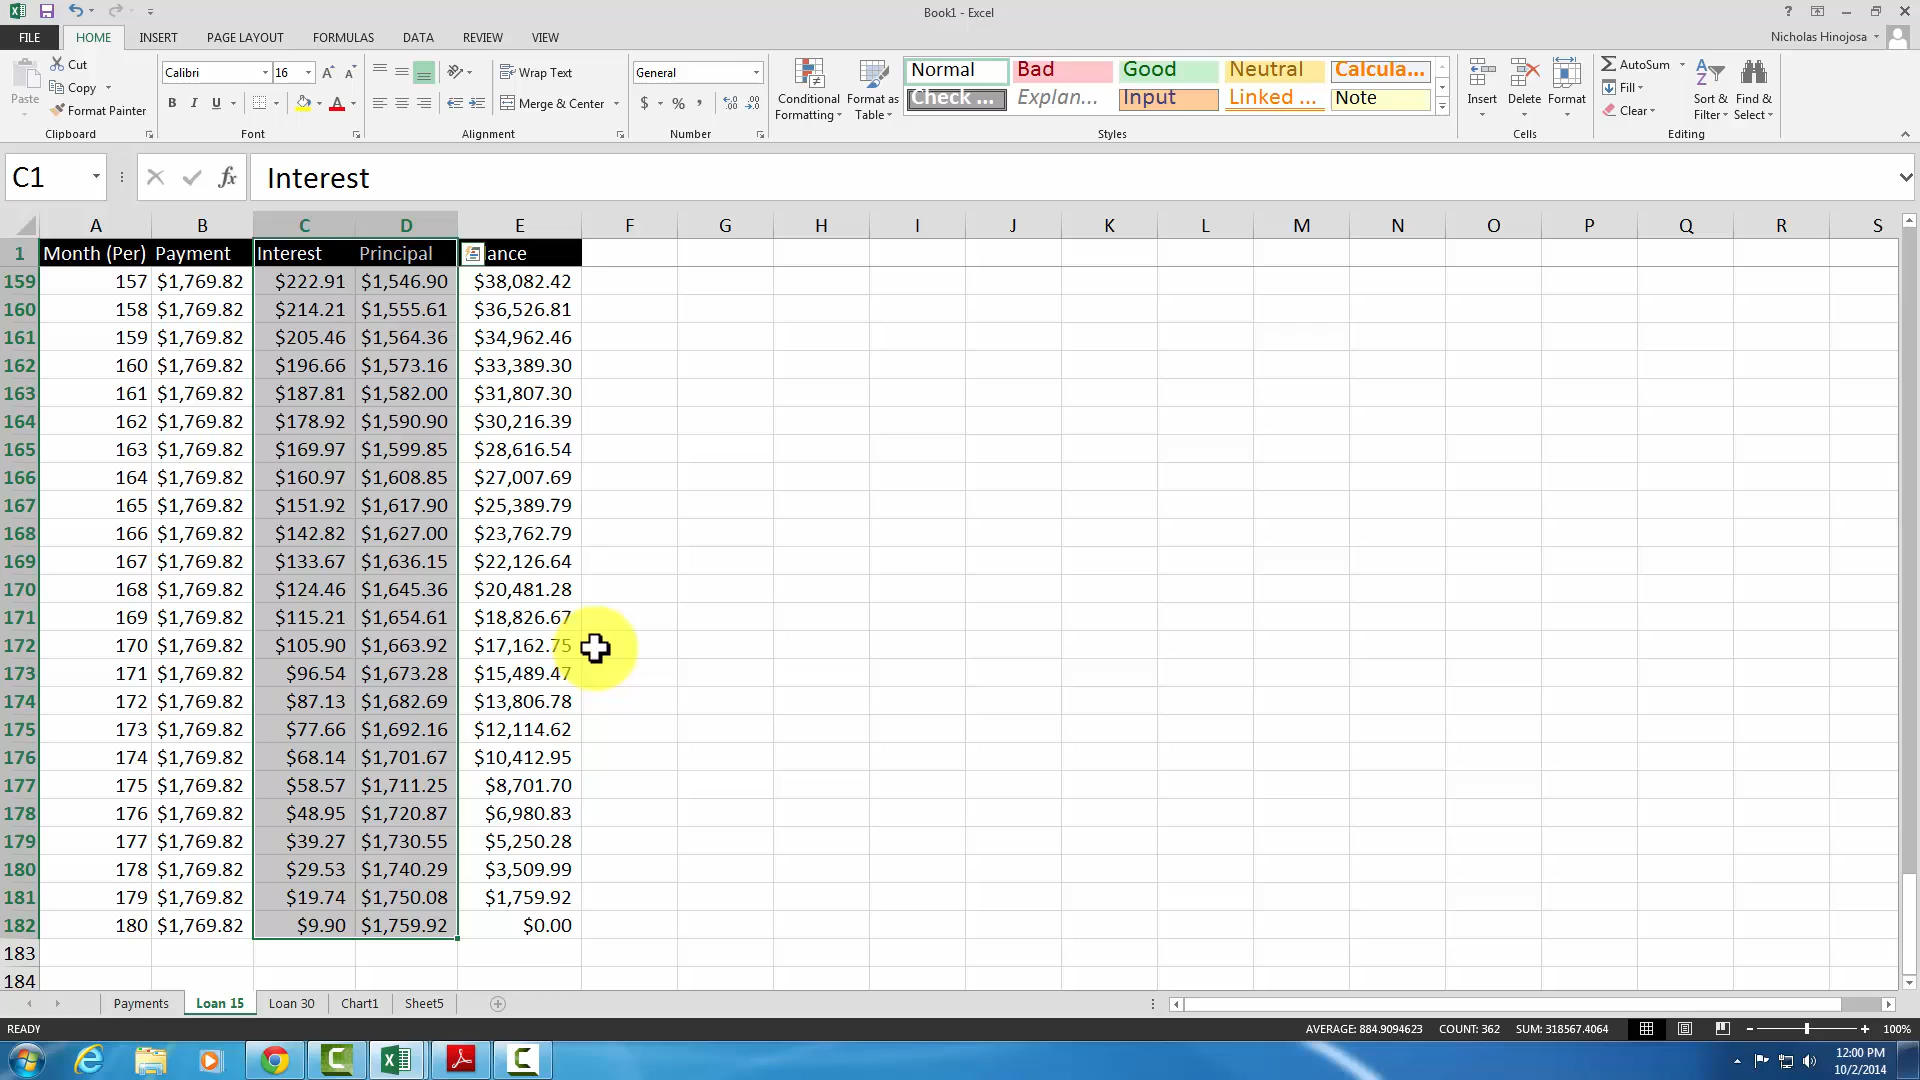 Book1 - Excel
?
FILE HOME INSERT PAGE LAYOUT FORMULAS DATA REVIEW VIEW Nicholas Hinojosa
Paste Cut Copy Format Painter Clipboard
Calibri 16 A A B I U A Font
Wrap Text Merge & Center Alignment
General $ % , Number
Conditional Formatting Format as Table
Normal Bad Good Neutral Calcula...
Check ... Explan... Input Linked ... Note
Styles
Insert Delete Format Cells
AutoSum Fill Clear Sort & Filter Find & Select Editing
C1 fx Interest
A B C D E F G H I J K L M N O P Q R S
1 Month (Per) Payment Interest Principal ance
159 157 $1,769.82 $222.91 $1,546.90 $38,082.42
160 158 $1,769.82 $214.21 $1,555.61 $36,526.81
161 159 $1,769.82 $205.46 $1,564.36 $34,962.46
162 160 $1,769.82 $196.66 $1,573.16 $33,389.30
163 161 $1,769.82 $187.81 $1,582.00 $31,807.30
164 162 $1,769.82 $178.92 $1,590.90 $30,216.39
165 163 $1,769.82 $169.97 $1,599.85 $28,616.54
166 164 $1,769.82 $160.97 $1,608.85 $27,007.69
167 165 $1,769.82 $151.92 $1,617.90 $25,389.79
168 166 $1,769.82 $142.82 $1,627.00 $23,762.79
169 167 $1,769.82 $133.67 $1,636.15 $22,126.64
170 168 $1,769.82 $124.46 $1,645.36 $20,481.28
171 169 $1,769.82 $115.21 $1,654.61 $18,826.67
172 170 $1,769.82 $105.90 $1,663.92 $17,162.75
173 171 $1,769.82 $96.54 $1,673.28 $15,489.47
174 172 $1,769.82 $87.13 $1,682.69 $13,806.78
175 173 $1,769.82 $77.66 $1,692.16 $12,114.62
176 174 $1,769.82 $68.14 $1,701.67 $10,412.95
177 175 $1,769.82 $58.57 $1,711.25 $8,701.70
178 176 $1,769.82 $48.95 $1,720.87 $6,980.83
179 177 $1,769.82 $39.27 $1,730.55 $5,250.28
180 178 $1,769.82 $29.53 $1,740.29 $3,509.99
181 179 $1,769.82 $19.74 $1,750.08 $1,759.92
182 180 $1,769.82 $9.90 $1,759.92 $0.00
183
184
Payments Loan 15 Loan 30 Chart1 Sheet5
READY AVERAGE: 884.9094623 COUNT: 362 SUM: 318567.4064 100%
12:00 PM
10/2/2014